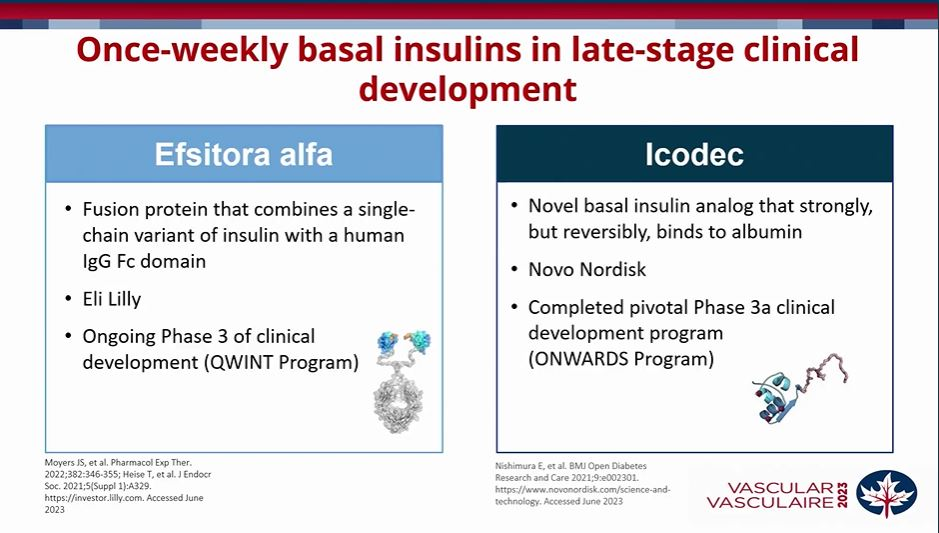 Once-weekly basal insulins in late-stage clinical
development
Efsitora alfa
• Fusion protein that combines a single-
chain variant of insulin with a human
IgG Fc domain
• Eli Lilly
• Ongoing Phase 3 of clinical
development (QWINT Program)
Icodec
• Novel basal insulin analog that strongly,
but reversibly, binds to albumin
• Novo Nordisk
• Completed pivotal Phase 3a clinical
development program
(ONWARDS Program)
Moyers JS, et al. Pharmacol Exp Ther.
2022;382:346-355; Heise T, et al. J Endocr
Soc. 2021;5(Suppl 1):A329.
https://investor.lilly.com. Accessed June
2023
Nishimura E, et al. BMJ Open Diabetes
Research and Care 2021;9:e002301.
https://www.novonordisk.com/science-and-
technology. Accessed June 2023
VASCULAR
VASCULAIRE
2023